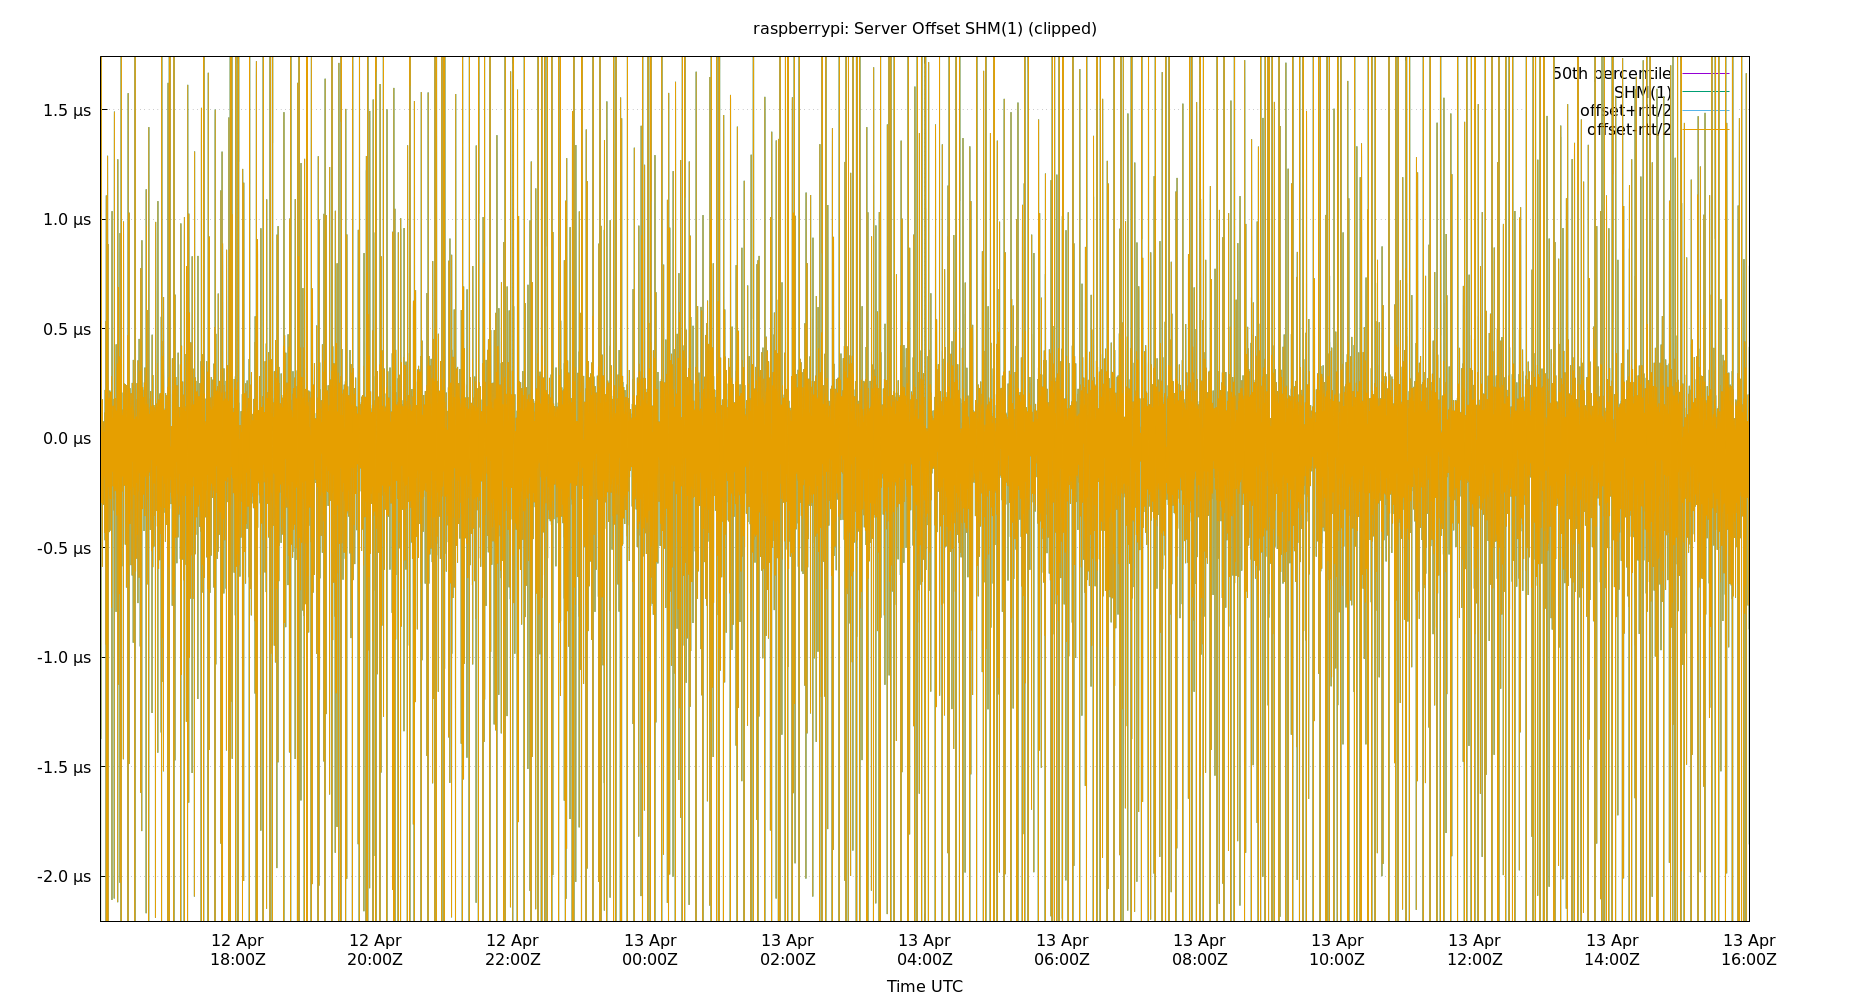 raspberrypi: Server Offset SHM(1) (clipped)
50th percentile
SHM(1)
offset+rtt/2
offset-rtt/2
1.5 µs
1.0 µs
0.5 µs
0.0 µs
-0.5 µs
-1.0 µs
-1.5 µs
-2.0 µs
12 Apr 12 Apr 12 Apr 13 Apr 13 Apr 13 Apr 13 Apr 13 Apr 13 Apr 13 Apr 13 Apr 13 Apr
18:00Z 20:00Z 22:00Z 00:00Z 02:00Z 04:00Z 06:00Z 08:00Z 10:00Z 12:00Z 14:00Z 16:00Z
Time UTC